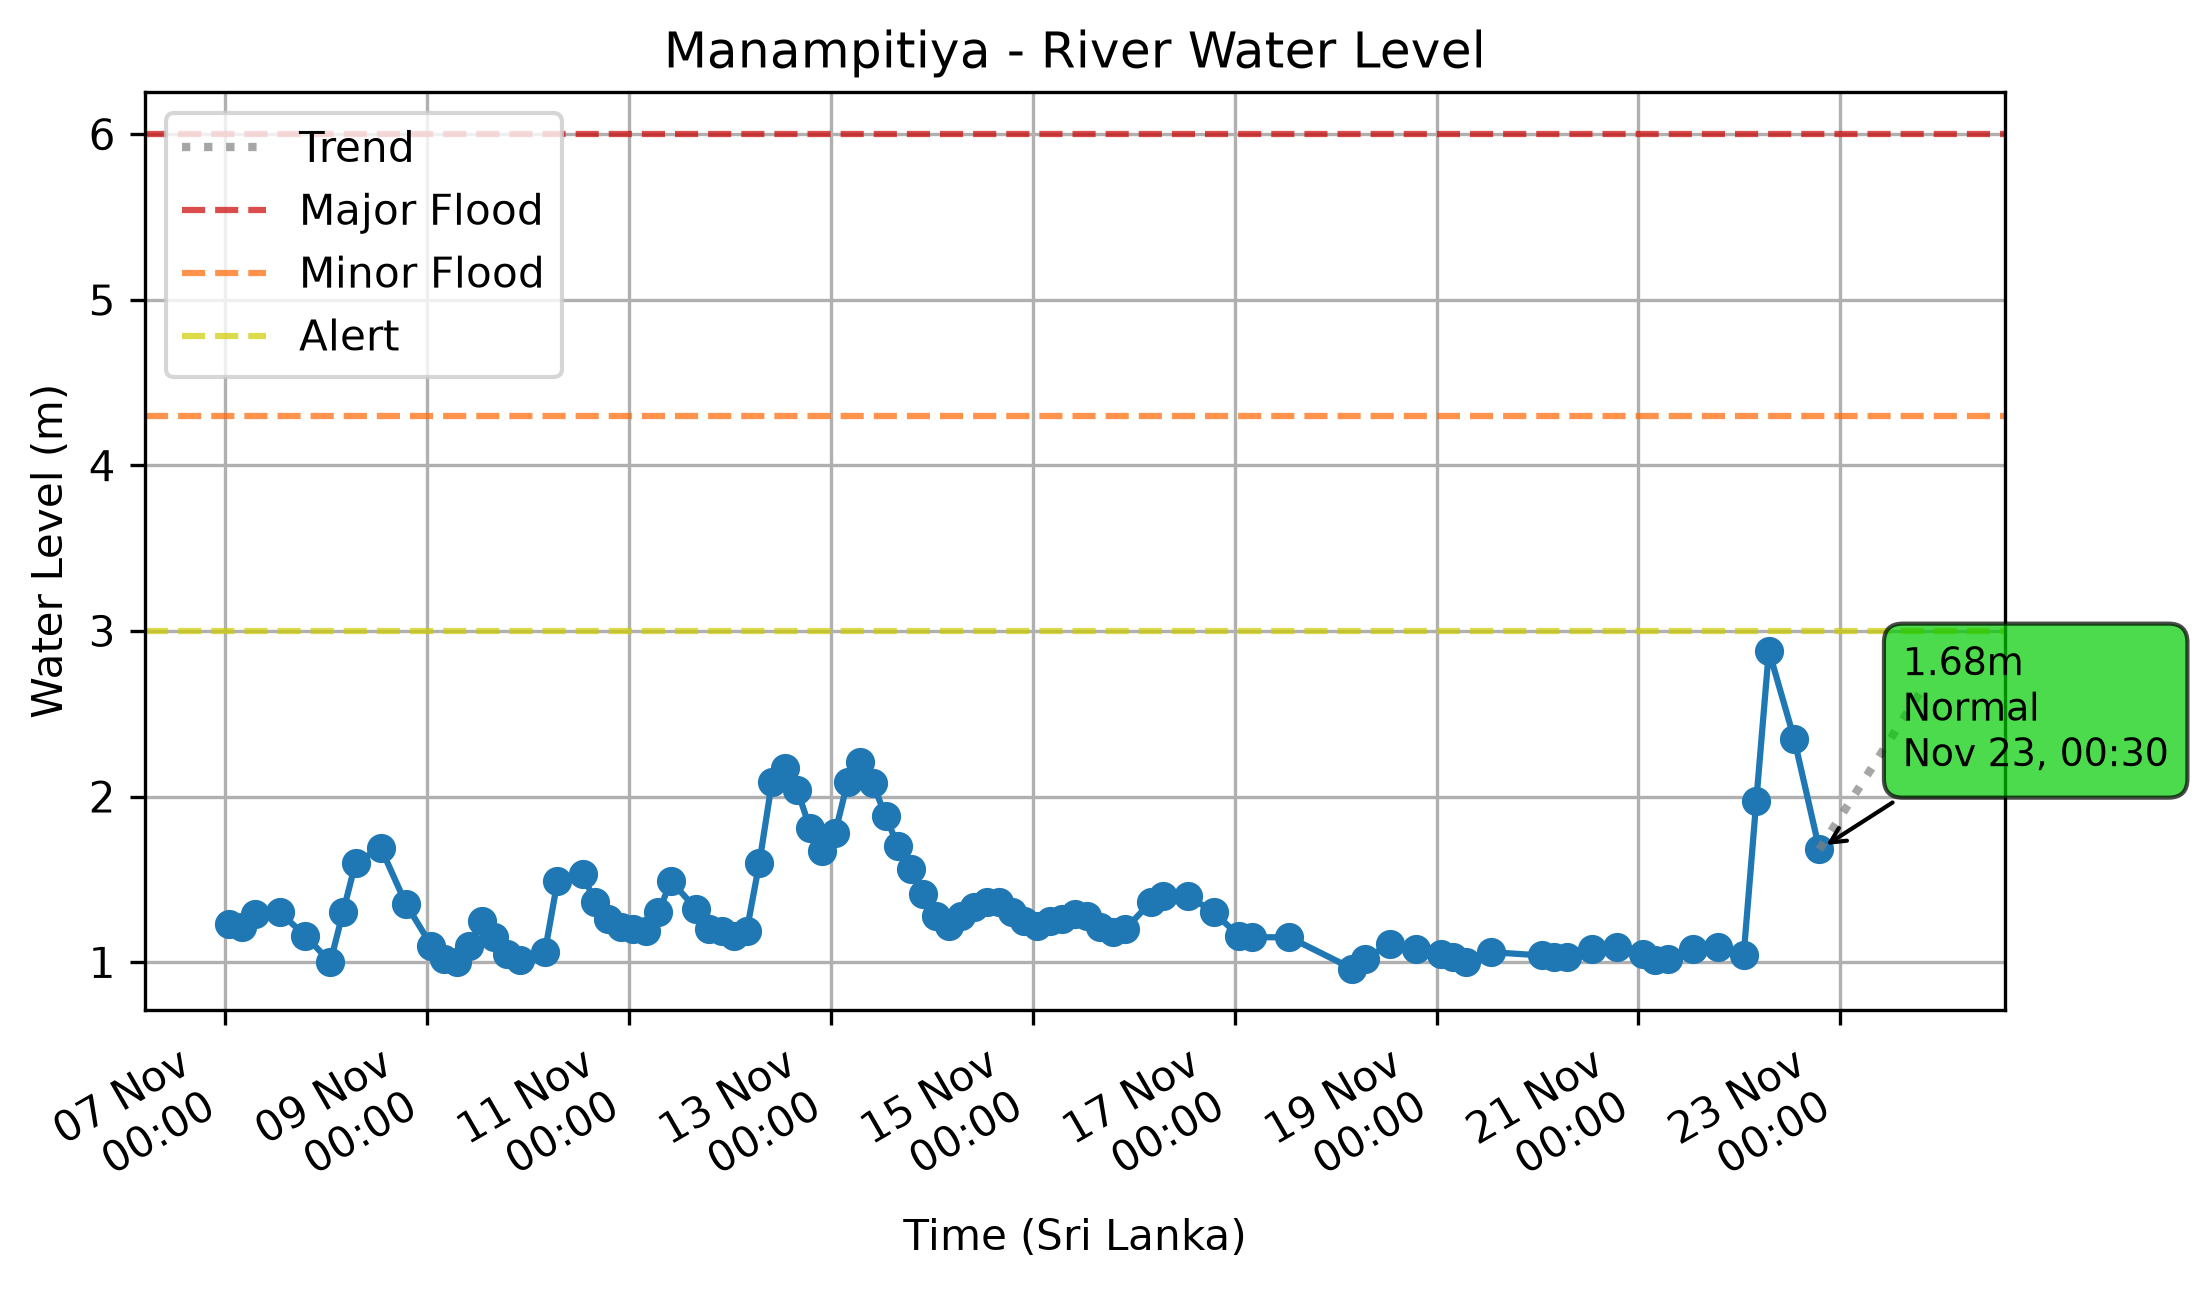 Manampitiya - River Water Level
6
5
4
3
2
1
Water Level (m)
Trend
Major Flood
Minor Flood
Alert
1.68m
Normal
Nov 23, 00:30
07 Nov
00:00
09 Nov
00:00
11 Nov
00:00
13 Nov
00:00
15 Nov
00:00
17 Nov
00:00
19 Nov
00:00
21 Nov
00:00
23 Nov
00:00
Time (Sri Lanka)